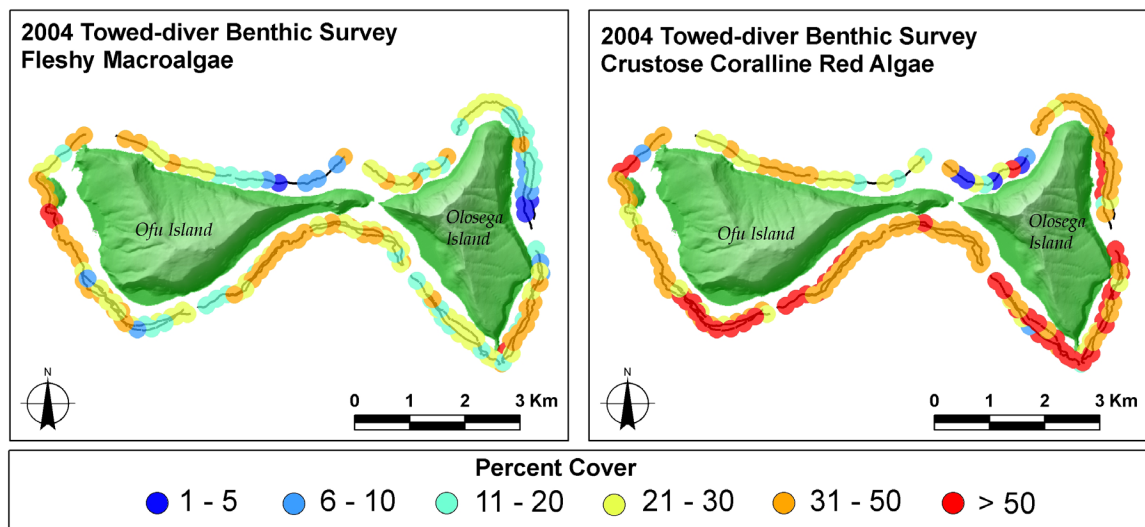 2004 Towed-diver Benthic Survey
Fleshy Macroalgae
Ofu Island
Olosega
Island
N
0 1 2 3 Km
2004 Towed-diver Benthic Survey
Crustose Coralline Red Algae
Ofu Island
Olosega
Island
N
0 1 2 3 Km
Percent Cover
1 - 5 6 - 10 11 - 20 21 - 30 31 - 50 > 50